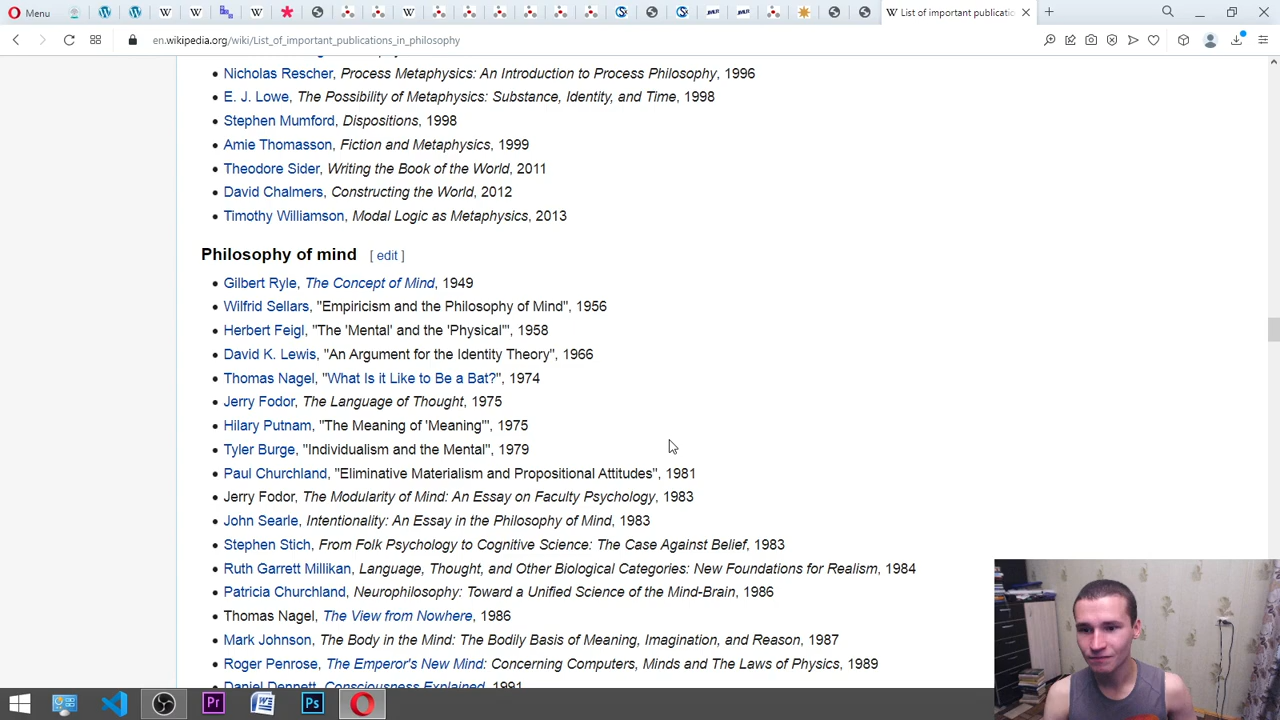 Menu
List of important publicatio
en.wikipedia.org/wiki/List_of_important_publications_in_philosophy
Nicholas Rescher, Process Metaphysics: An Introduction to Process Philosophy, 1996
E. J. Lowe, The Possibility of Metaphysics: Substance, Identity, and Time, 1998
Stephen Mumford, Dispositions, 1998
Amie Thomasson, Fiction and Metaphysics, 1999
Theodore Sider, Writing the Book of the World, 2011
David Chalmers, Constructing the World, 2012
Timothy Williamson, Modal Logic as Metaphysics, 2013
Philosophy of mind [ edit ]
Gilbert Ryle, The Concept of Mind, 1949
Wilfrid Sellars, "Empiricism and the Philosophy of Mind", 1956
Herbert Feigl, "The 'Mental' and the 'Physical'", 1958
David K. Lewis, "An Argument for the Identity Theory", 1966
Thomas Nagel, "What Is it Like to Be a Bat?", 1974
Jerry Fodor, The Language of Thought, 1975
Hilary Putnam, "The Meaning of 'Meaning'", 1975
Tyler Burge, "Individualism and the Mental", 1979
Paul Churchland, "Eliminative Materialism and Propositional Attitudes", 1981
Jerry Fodor, The Modularity of Mind: An Essay on Faculty Psychology, 1983
John Searle, Intentionality: An Essay in the Philosophy of Mind, 1983
Stephen Stich, From Folk Psychology to Cognitive Science: The Case Against Belief, 1983
Ruth Garrett Millikan, Language, Thought, and Other Biological Categories: New Foundations for Realism, 1984
Patricia Churchland, Neurophilosophy: Toward a Unified Science of the Mind-Brain, 1986
Thomas Nagel, The View from Nowhere, 1986
Mark Johnson, The Body in the Mind: The Bodily Basis of Meaning, Imagination, and Reason, 1987
Roger Penrose, The Emperor's New Mind: Concerning Computers, Minds and The Laws of Physics, 1989
Daniel Dennett, Consciousness Explained, 1991
Pr
Ps